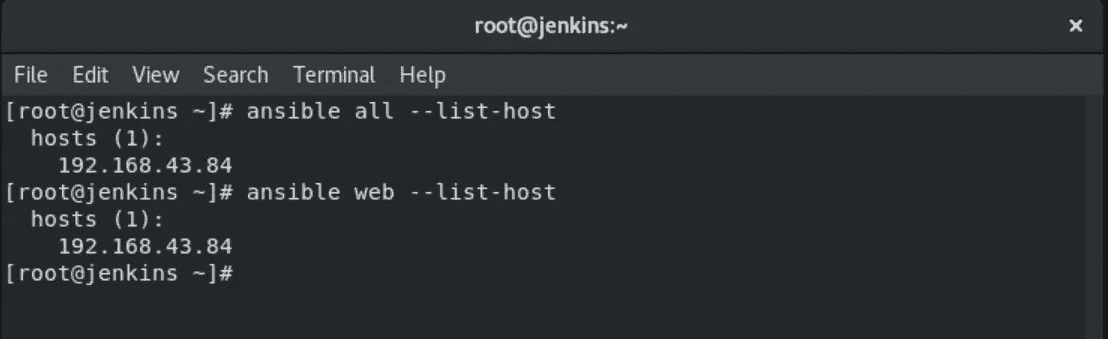 root@jenkins:~ ×
File Edit View Search Terminal Help
[root@jenkins ~]# ansible all --list-host
  hosts (1):
    192.168.43.84
[root@jenkins ~]# ansible web --list-host
  hosts (1):
    192.168.43.84
[root@jenkins ~]#